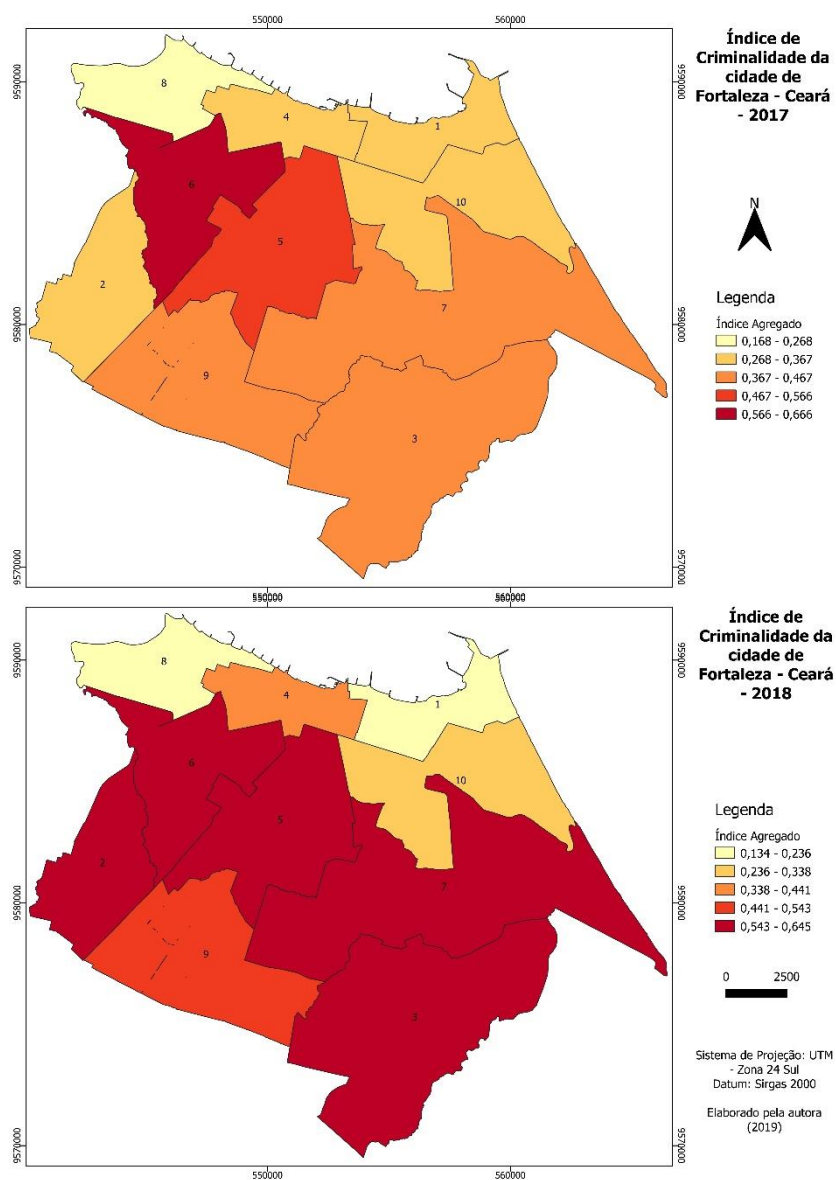 550000
560000
9590000
9580000
9570000
8
4
1
6
10
5
2
7
9
3
9590000
9580000
9570000
550000
560000
Índice de
Criminalidade da
cidade de
Fortaleza - Ceará
- 2017
N
Legenda
Índice Agregado
0,168 - 0,268
0,268 - 0,367
0,367 - 0,467
0,467 - 0,566
0,566 - 0,666
550000
560000
9590000
9580000
9570000
8
4
1
6
10
5
2
7
9
3
9590000
9580000
9570000
550000
560000
Índice de
Criminalidade da
cidade de
Fortaleza - Ceará
- 2018
Legenda
Índice Agregado
0,134 - 0,236
0,236 - 0,338
0,338 - 0,441
0,441 - 0,543
0,543 - 0,645
0 2500
Sistema de Projeção: UTM
- Zona 24 Sul
Datum: Sirgas 2000
Elaborado pela autora
(2019)